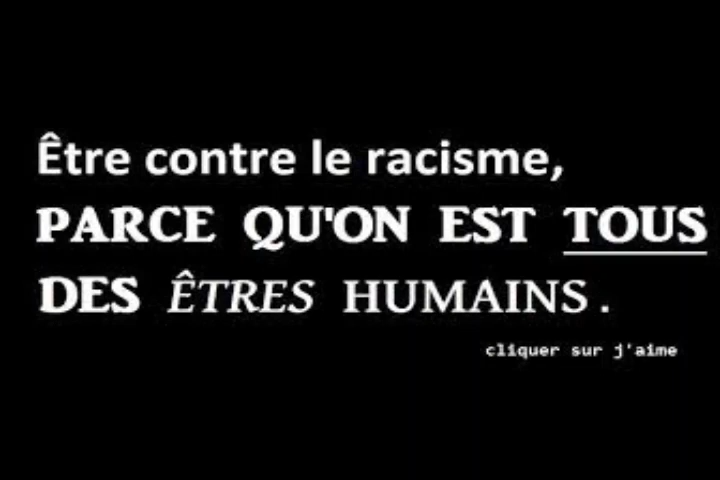 Être contre le racisme,
PARCE QU'ON EST TOUS
DES ÊTRES HUMAINS .
cliquer sur j'aime